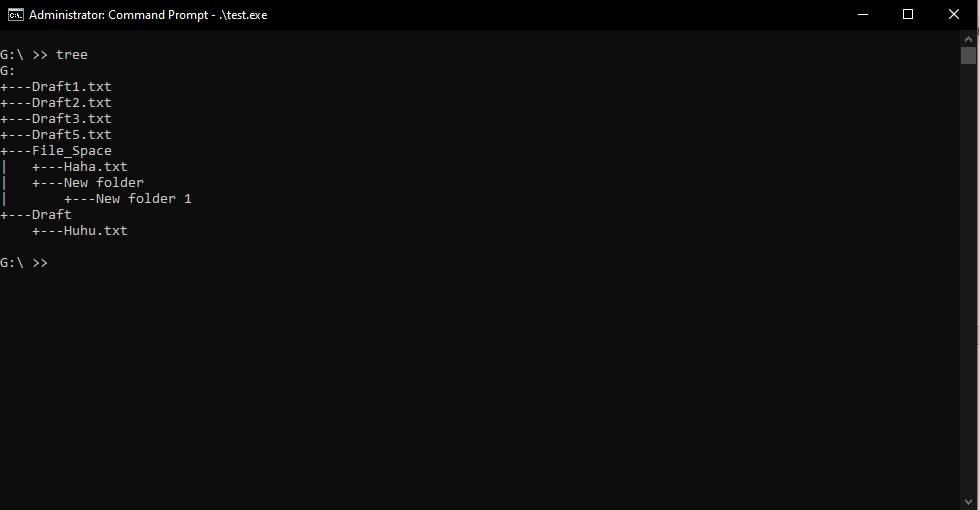 Administrator: Command Prompt - .\test.exe
G:\ >> tree
G:
+---Draft1.txt
+---Draft2.txt
+---Draft3.txt
+---Draft5.txt
+---File_Space
|   +---Haha.txt
|   +---New folder
|       +---New folder 1
+---Draft
    +---Huhu.txt
G:\ >>